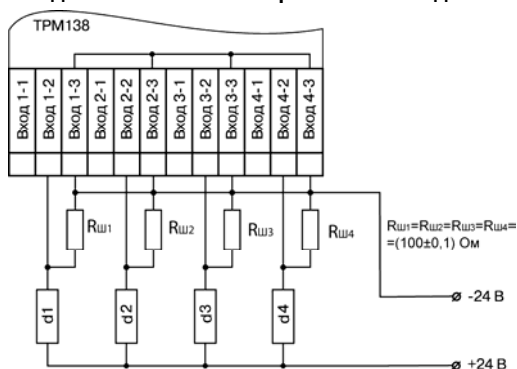 ТРМ138
Вход 1-1
Вход 1-2
Вход 1-3
Вход 2-1
Вход 2-2
Вход 2-3
Вход 3-1
Вход 3-2
Вход 3-3
Вход 4-1
Вход 4-2
Вход 4-3
Rш1
Rш2
Rш3
Rш4
Rш1=Rш2=Rш3=Rш4=
=(100±0,1) Ом
d1
d2
d3
d4
-24 В
+24 В